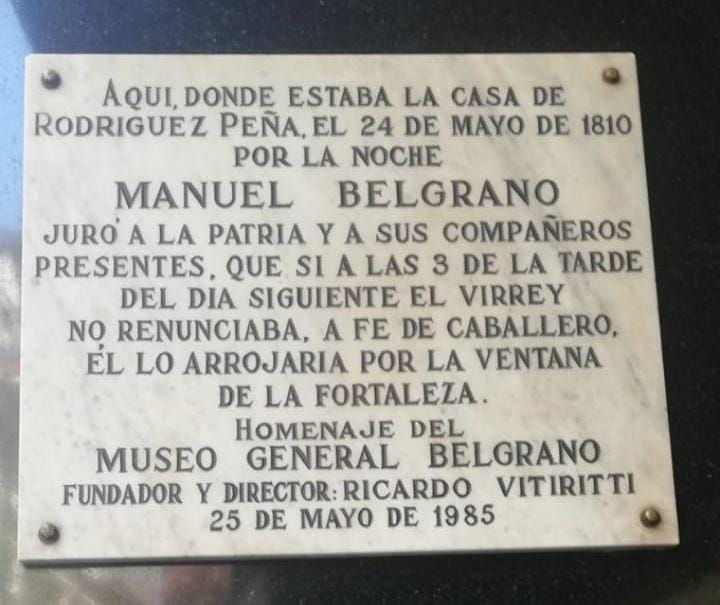 AQUI, DONDE ESTABA LA CASA DE
RODRIGUEZ PEÑA, EL 24 DE MAYO DE 1810
POR LA NOCHE
MANUEL BELGRANO
JURÓ A LA PATRIA Y A SUS COMPAÑEROS
PRESENTES, QUE SI A LAS 3 DE LA TARDE
DEL DIA SIGUIENTE EL VIRREY
NO RENUNCIABA, A FE DE CABALLERO,
ÉL LO ARROJARIA POR LA VENTANA
DE LA FORTALEZA.
HOMENAJE DEL
MUSEO GENERAL BELGRANO
FUNDADOR Y DIRECTOR: RICARDO VITIRITTI
25 DE MAYO DE 1985